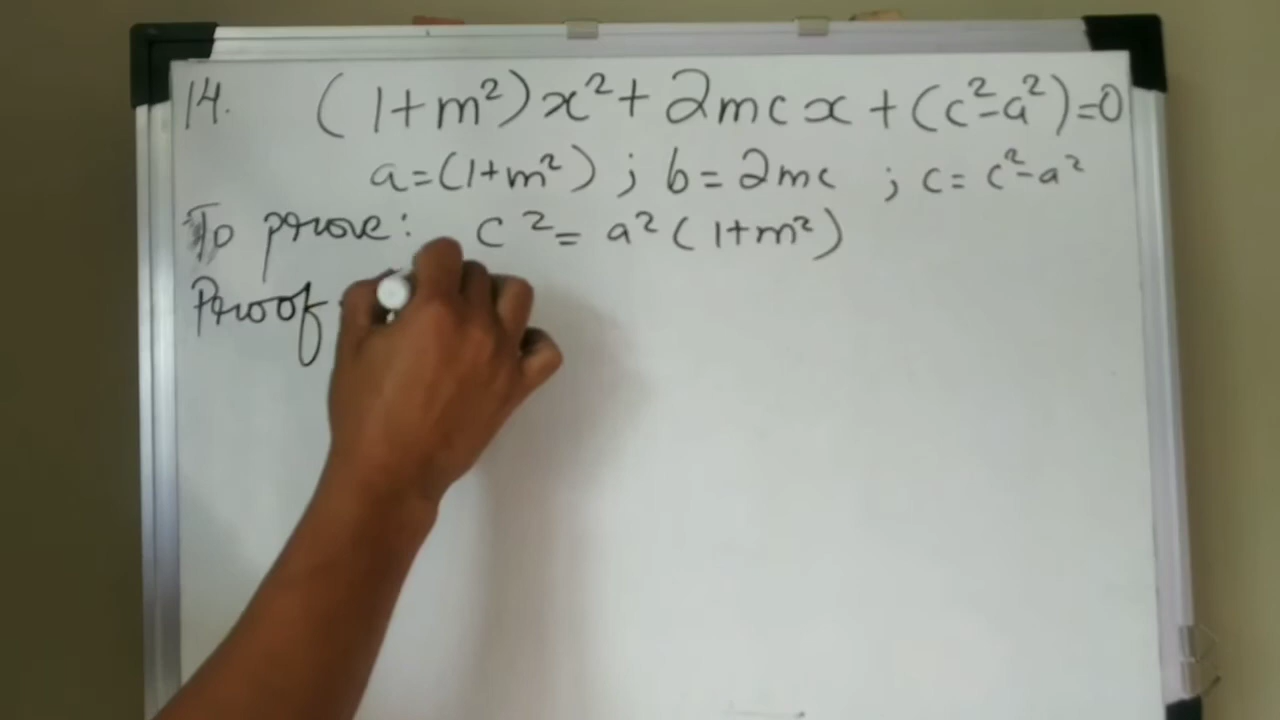 14. (1+m²)x²+2mcx+(c²-a²)=0
a=(1+m²) ; b=2mc ; c=c²-a²
To prove: c²=a²(1+m²)
Proof